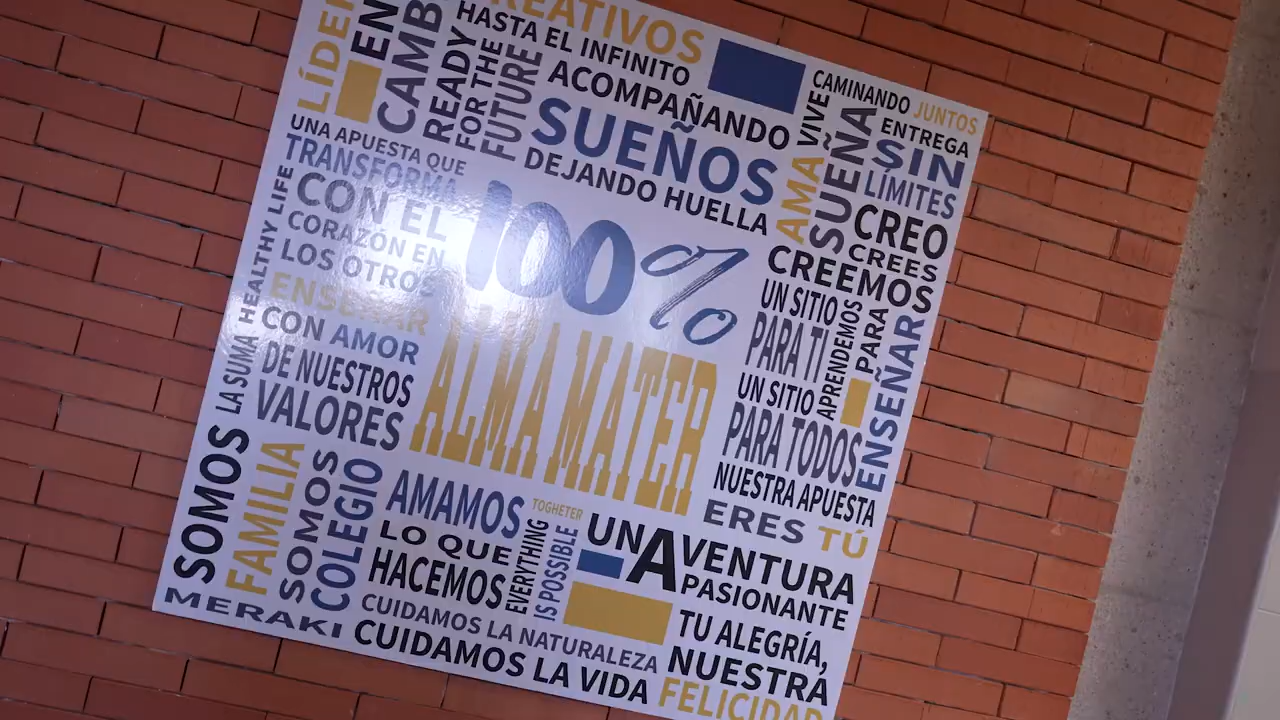 LÍDER
EN
CAMB
READY
FOR THE
FUTURE
CREATIVOS
HASTA EL INFINITO
ACOMPAÑANDO
SUEÑOS
DEJANDO HUELLA
CAMINANDO JUNTOS
AMA VIVE
SUEÑA
ENTREGA
SIN
LÍMITES
CREO
CREES
CREEMOS
UNA APUESTA QUE
TRANSFORMA
CON EL
CORAZÓN EN
LOS OTROS
ENSEÑAR
CON AMOR
DE NUESTROS
VALORES
LA SUMA HEALTHY LIFE
100%
ALMA MATER
UN SITIO
PARA TI
UN SITIO
PARA TODOS
APRENDEMOS
PARA
ENSEÑAR
NUESTRA APUESTA
ERES TÚ
SOMOS
FAMILIA
SOMOS
COLEGIO
MERAKI
AMAMOS
LO QUE
HACEMOS
TOGHETER
EVERYTHING
IS POSSIBLE
UNA AVENTURA
PASIONANTE
CUIDAMOS LA NATURALEZA
CUIDAMOS LA VIDA
TU ALEGRÍA,
NUESTRA
FELICIDAD